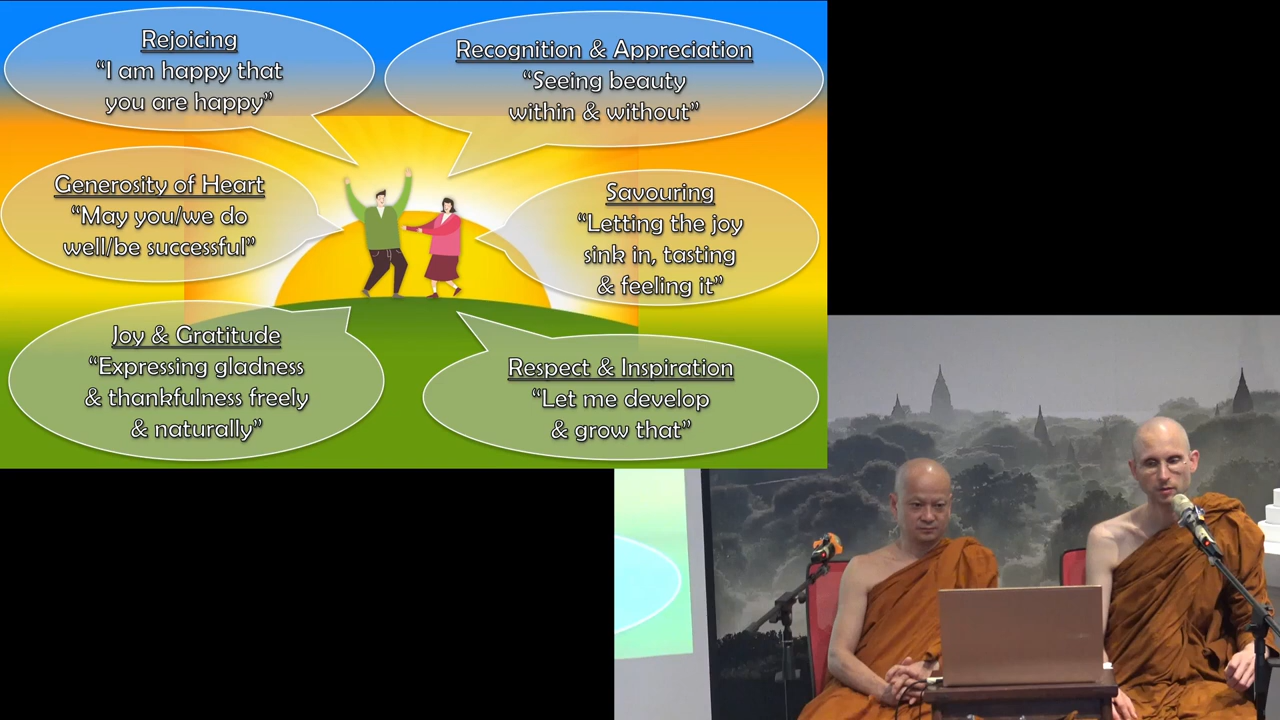 Rejoicing
“I am happy that
you are happy”
Recognition & Appreciation
“Seeing beauty
within & without”
Generosity of Heart
“May you/we do
well/be successful”
Savouring
“Letting the joy
sink in, tasting
& feeling it”
Joy & Gratitude
“Expressing gladness
& thankfulness freely
& naturally”
Respect & Inspiration
“Let me develop
& grow that”